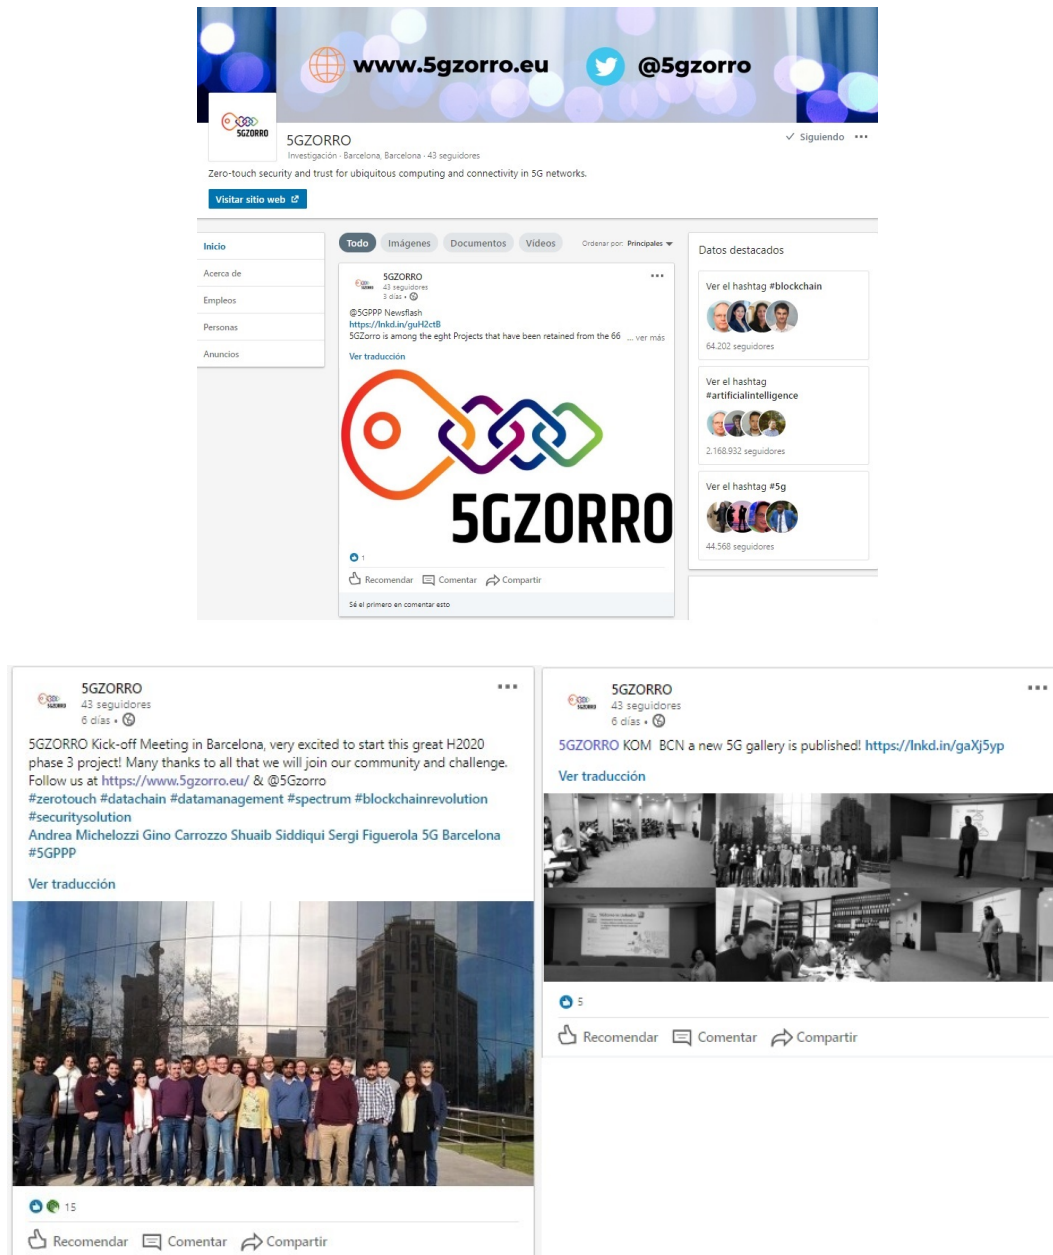 www.5gzorro.eu @5gzorro
5GZORRO
5GZORRO
Siguiendo
Investigación · Barcelona, Barcelona · 43 seguidores
Zero-touch security and trust for ubiquitous computing and connectivity in 5G networks.
Visitar sitio web
Inicio
Acerca de
Empleos
Personas
Anuncios
Todo Imágenes Documentos Vídeos Ordenar por: Principales
5GZORRO
43 seguidores
3 días •
@5GPPP Newsflash
https://lnkd.in/guH2ctB
5GZorro is among the eght Projects that have been retained from the 66 ... ver más
Ver traducción
5GZORRO
1
Recomendar Comentar Compartir
Sé el primero en comentar esto
Datos destacados
Ver el hashtag #blockchain
64.202 seguidores
Ver el hashtag
#artificialintelligence
2.168.932 seguidores
Ver el hashtag #5g
44.568 seguidores
5GZORRO
43 seguidores
6 días •
5GZORRO Kick-off Meeting in Barcelona, very excited to start this great H2020
phase 3 project! Many thanks to all that we will join our community and challenge.
Follow us at https://www.5gzorro.eu/ & @5Gzorro
#zerotouch #datachain #datamanagement #spectrum #blockchainrevolution
#securitysolution
Andrea Michelozzi Gino Carrozzo Shuaib Siddiqui Sergi Figuerola 5G Barcelona
#5GPPP
Ver traducción
15
Recomendar Comentar Compartir
5GZORRO
43 seguidores
6 días •
5GZORRO KOM BCN a new 5G gallery is published! https://lnkd.in/gaXj5yp
Ver traducción
5
Recomendar Comentar Compartir